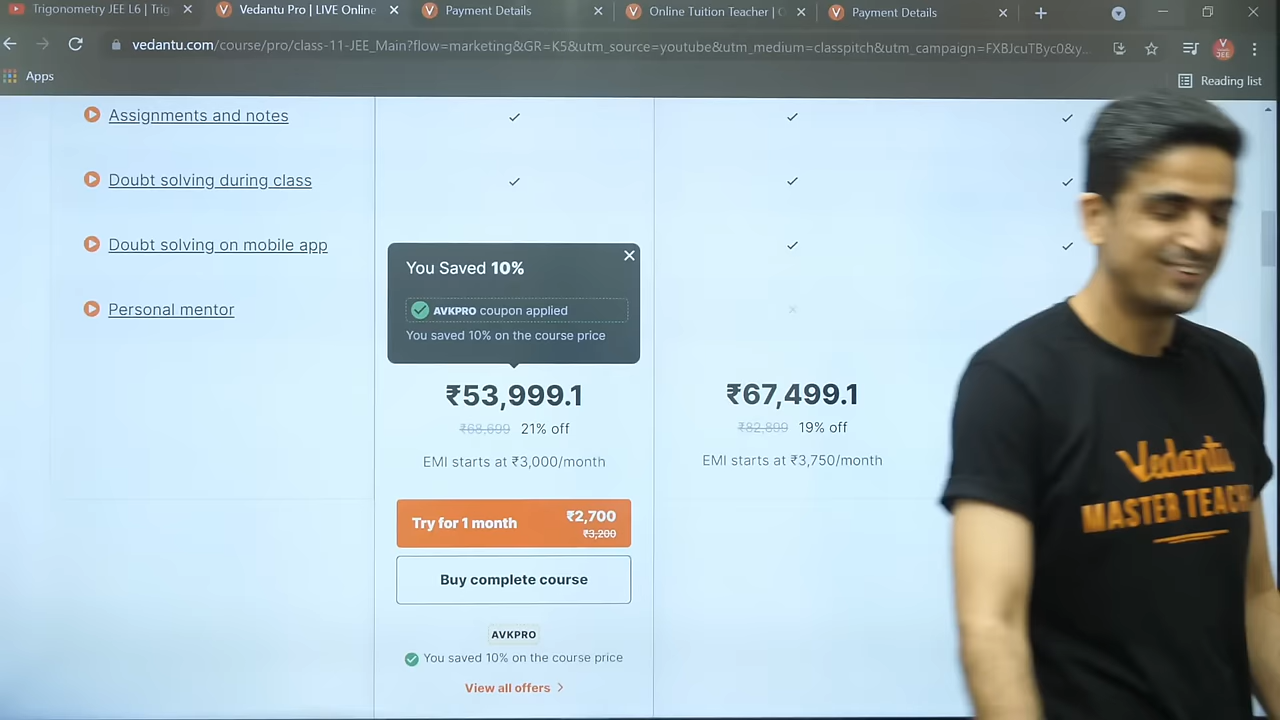 Trigonometry JEE L6 | Trig
Vedantu Pro | LIVE Online
Payment Details
Online Tuition Teacher |
Payment Details
vedantu.com/course/pro/class-11-JEE_Main?flow=marketing&GR=K5&utm_source=youtube&utm_medium=classpitch&utm_campaign=FXBJcuTByc0&y...
Apps
Reading list
Assignments and notes
Doubt solving during class
Doubt solving on mobile app
Personal mentor
You Saved 10%
AVKPRO coupon applied
You saved 10% on the course price
₹53,999.1
₹68,699 21% off
EMI starts at ₹3,000/month
Try for 1 month ₹2,700
₹3,200
Buy complete course
AVKPRO
You saved 10% on the course price
View all offers
₹67,499.1
₹82,899 19% off
EMI starts at ₹3,750/month
Vedantu
MASTER TEACH